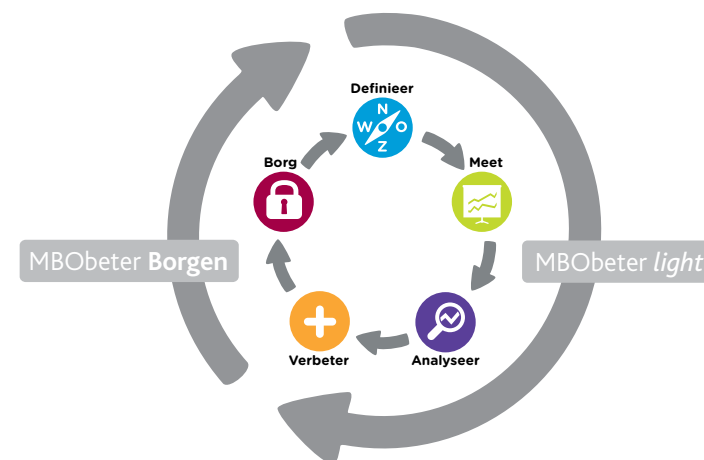 Definieer
N
W O
Z
Borg
Meet
MBObeter Borgen
MBObeter light
Verbeter
Analyseer